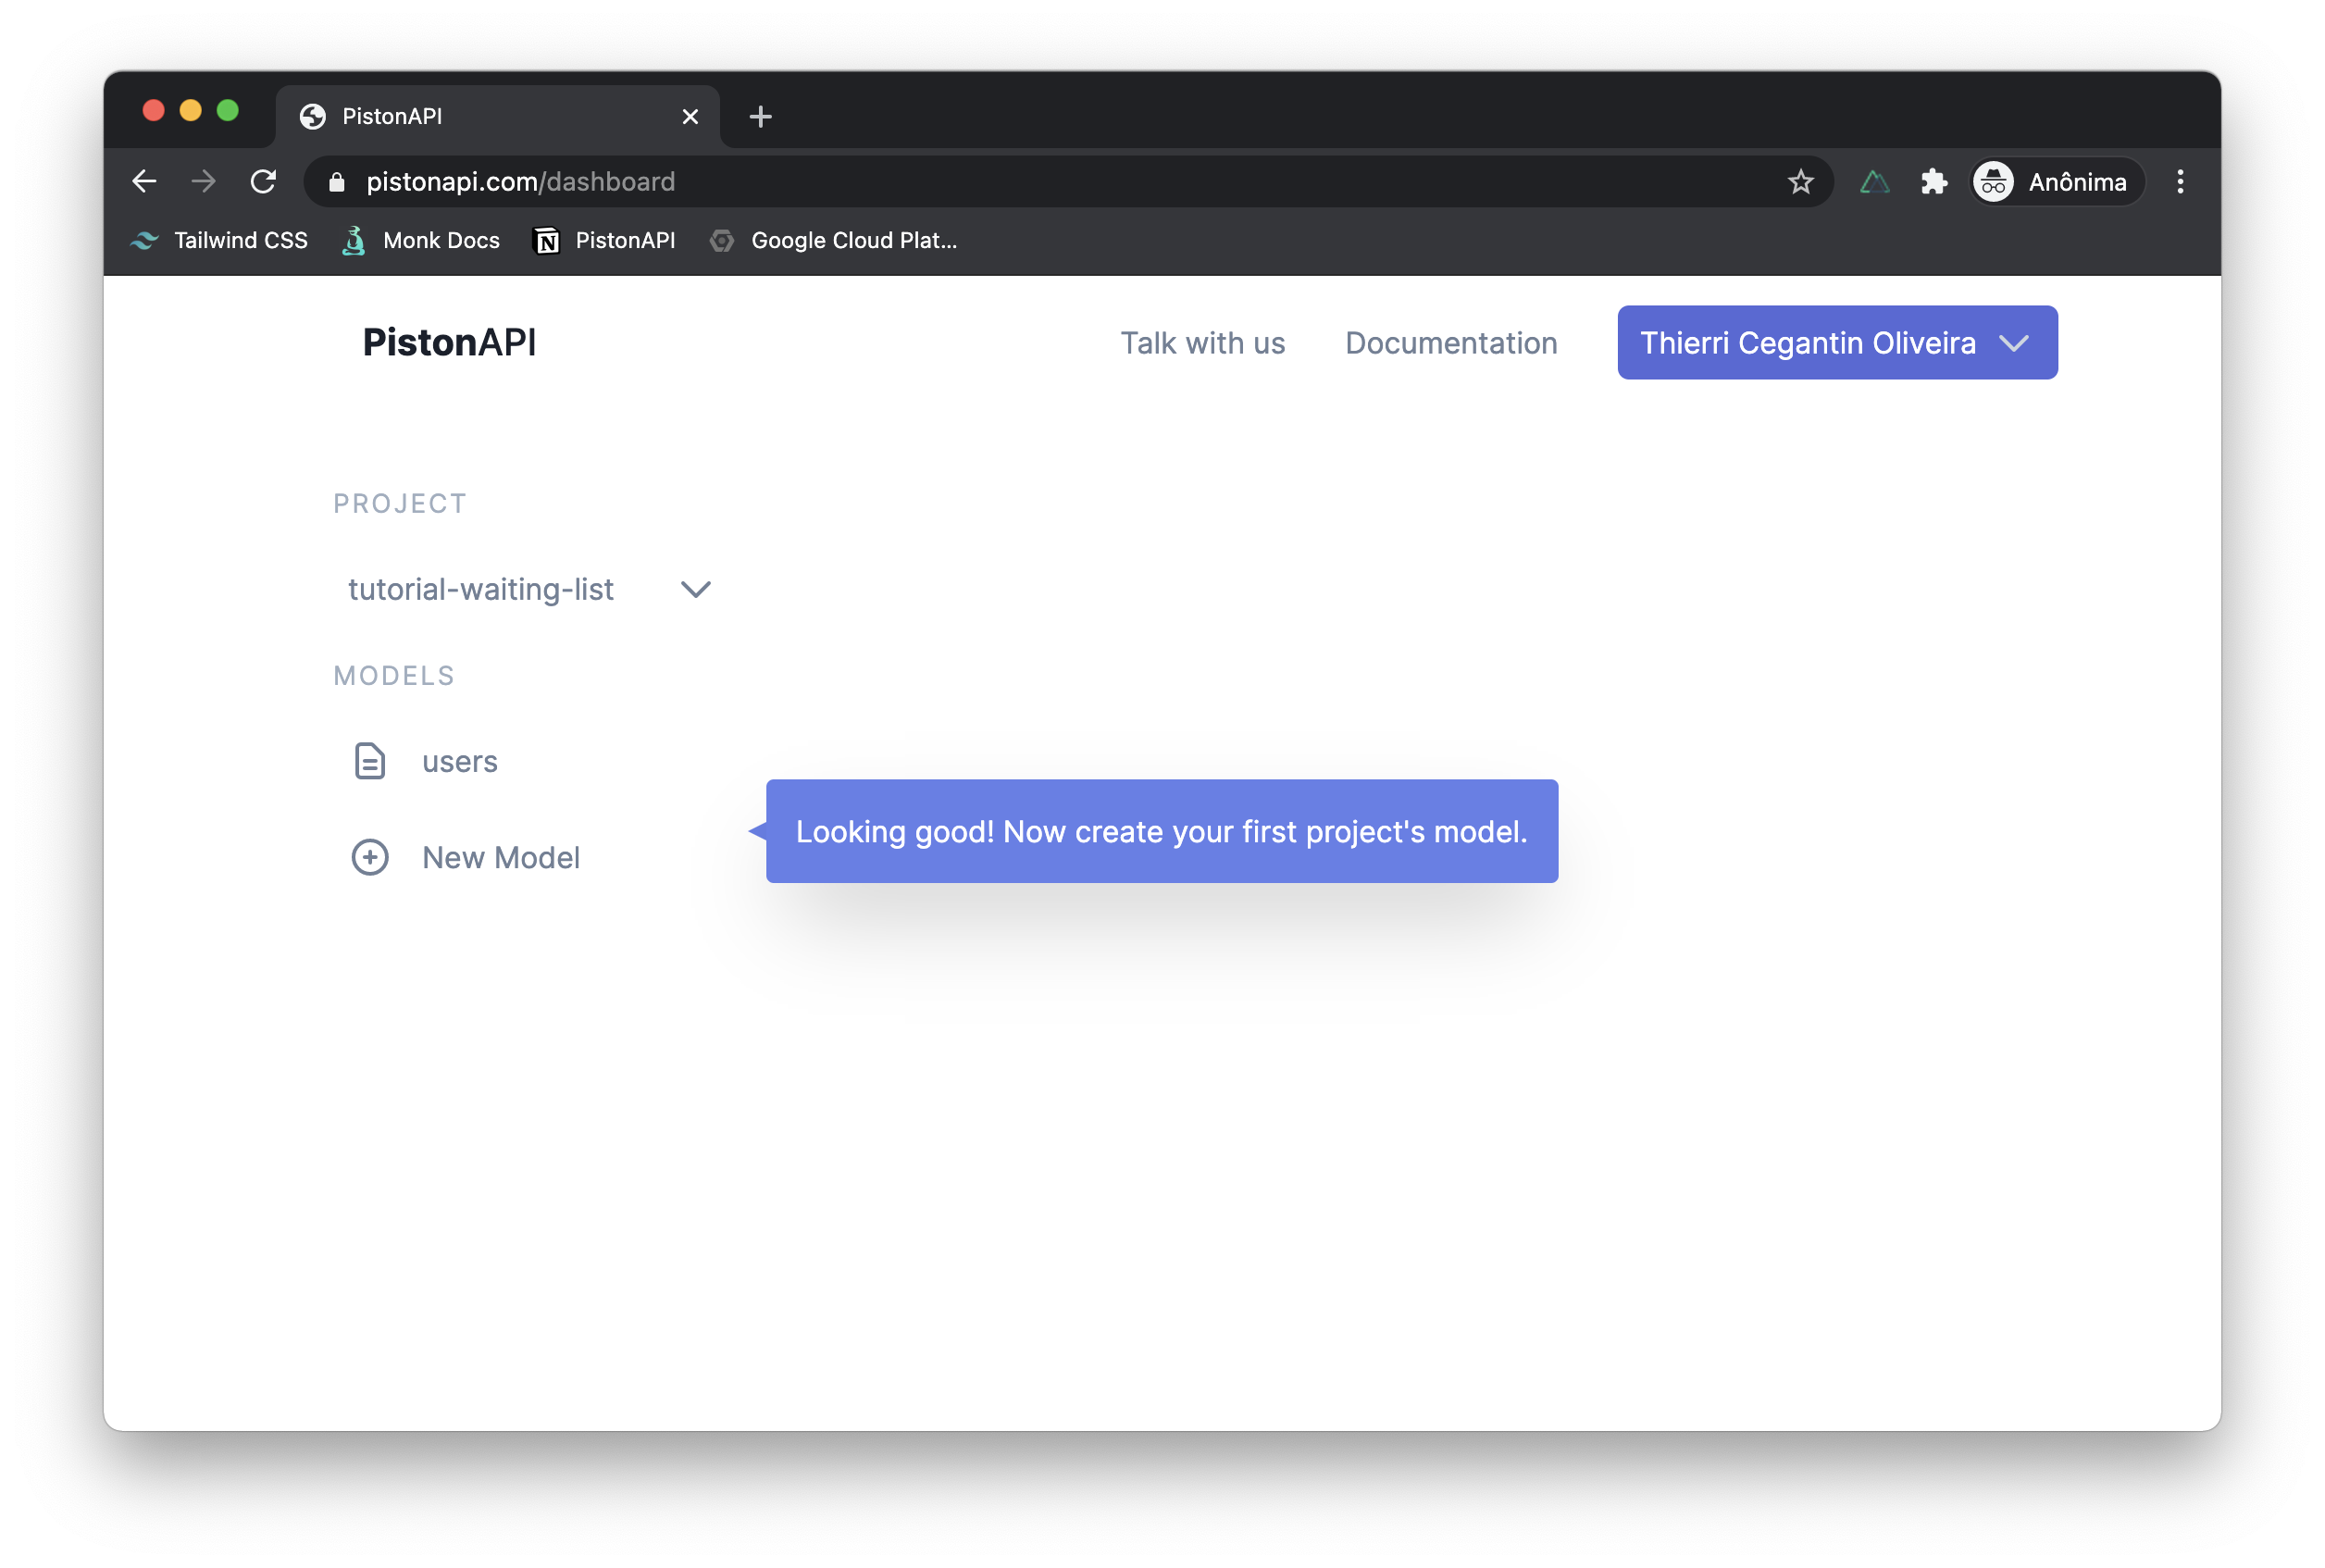 PistonAPI
pistonapi.com/dashboard
Anônima
Tailwind CSS
Monk Docs
PistonAPI
Google Cloud Plat...
PistonAPI
Talk with us
Documentation
Thierri Cegantin Oliveira
PROJECT
tutorial-waiting-list
MODELS
users
New Model
Looking good! Now create your first project's model.